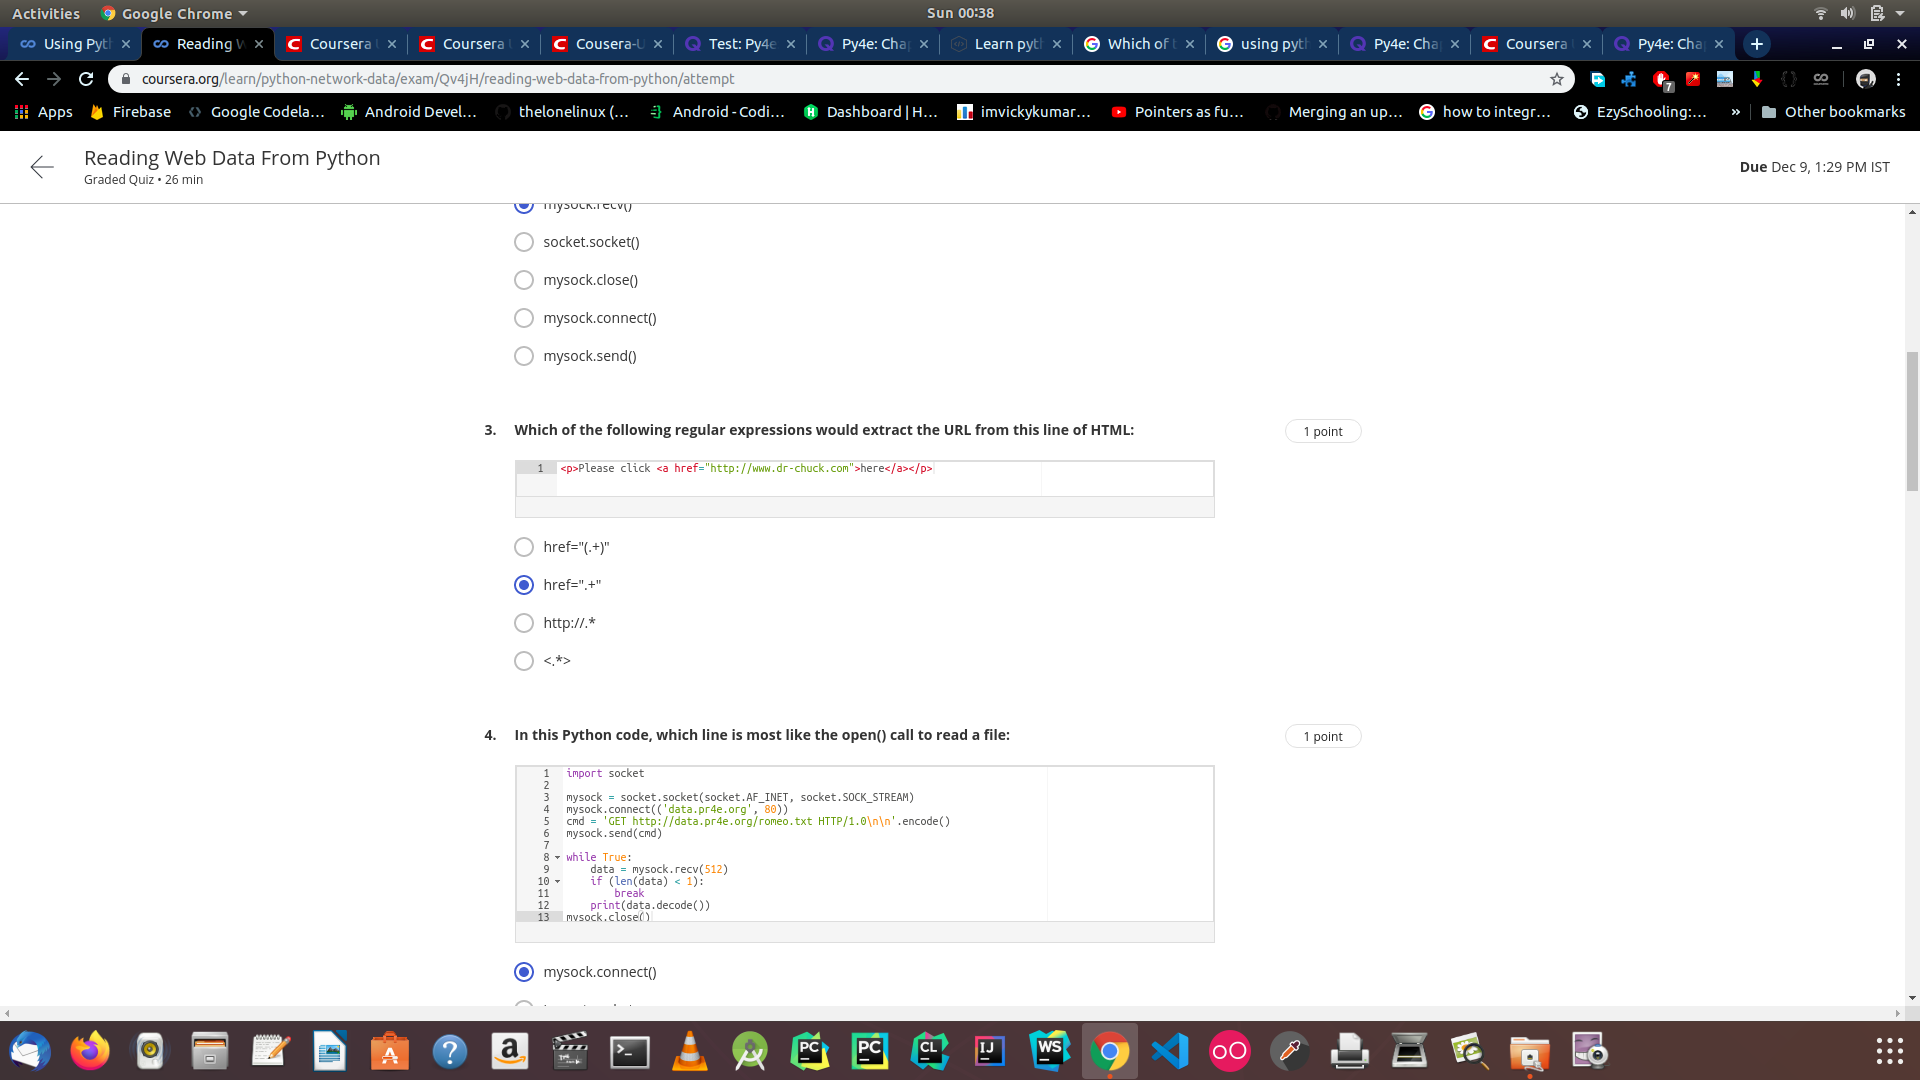 Activities Google Chrome Sun 00:38
Using Pyt Reading W Coursera Coursera Cousera-U Test: Py4e Py4e: Cha Learn pyt Which of using pyt Py4e: Cha Coursera Py4e: Cha
coursera.org/learn/python-network-data/exam/Qv4jH/reading-web-data-from-python/attempt 7
Apps Firebase Google Codela... Android Devel... thelonelinux (... Android - Codi... Dashboard | H... imvickykumar... Pointers as fu... Merging an up... how to integr... EzySchooling:... » Other bookmarks
Reading Web Data From Python
Graded Quiz • 26 min
Due Dec 9, 1:29 PM IST
mysock.recv()
socket.socket()
mysock.close()
mysock.connect()
mysock.send()
3. Which of the following regular expressions would extract the URL from this line of HTML: 1 point
1 <p>Please click <a href="http://www.dr-chuck.com">here</a></p>
href="(.+)"
href=".+"
http://.*
<.*>
4. In this Python code, which line is most like the open() call to read a file: 1 point
1 import socket
2
3 mysock = socket.socket(socket.AF_INET, socket.SOCK_STREAM)
4 mysock.connect(('data.pr4e.org', 80))
5 cmd = 'GET http://data.pr4e.org/romeo.txt HTTP/1.0\n\n'.encode()
6 mysock.send(cmd)
7
8 while True:
9 data = mysock.recv(512)
10 if (len(data) < 1):
11 break
12 print(data.decode())
13 mysock.close()
mysock.connect()